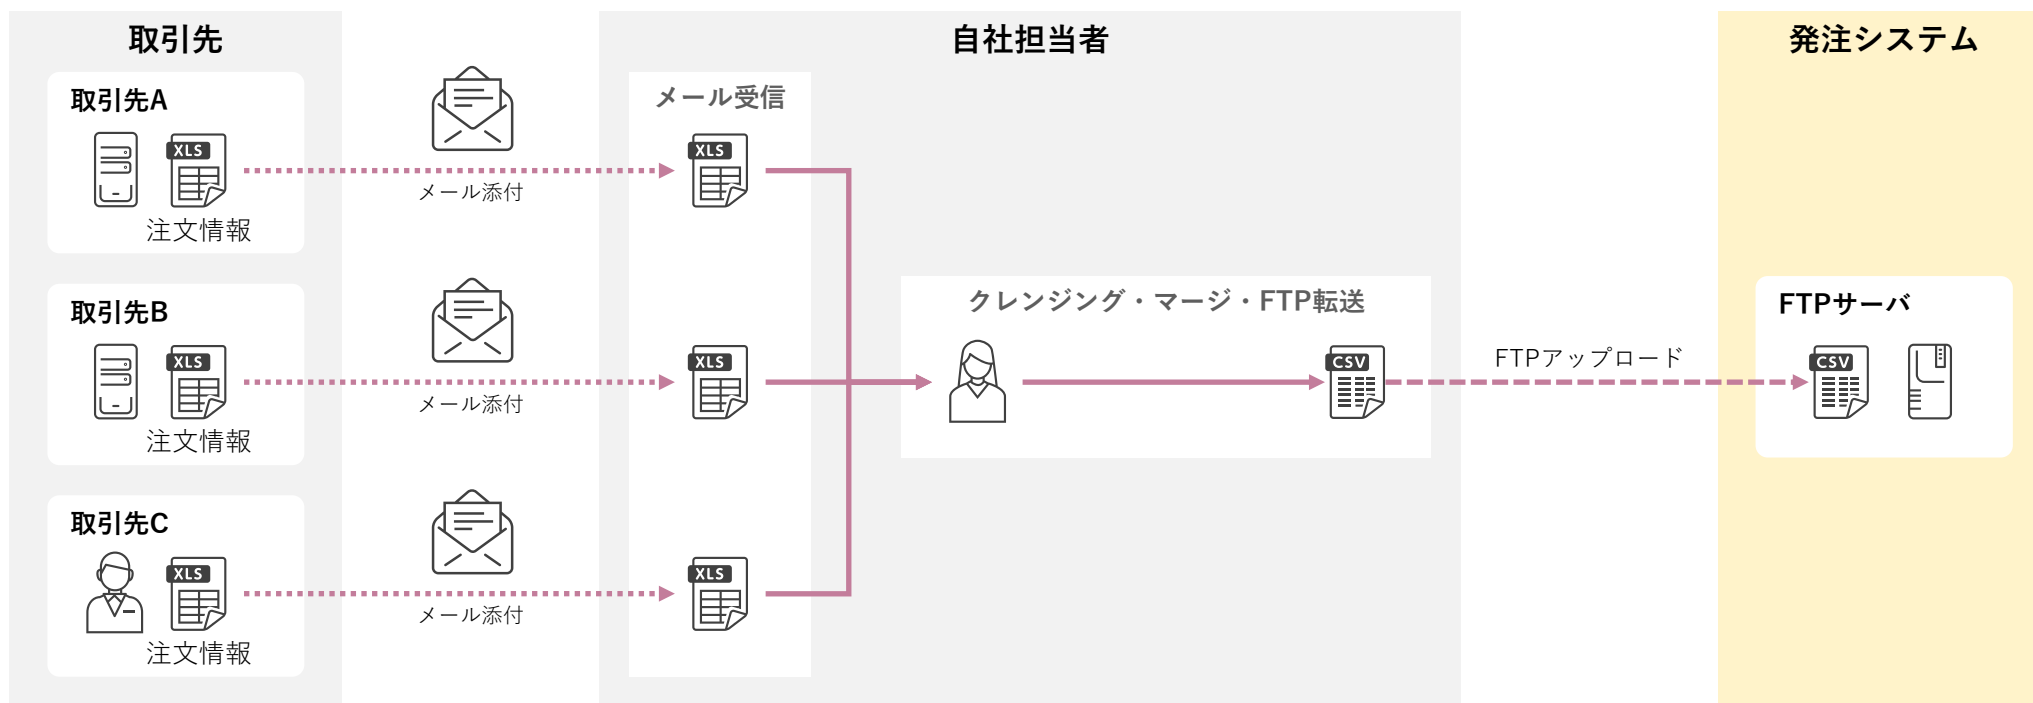 取引先
自社担当者
発注システム
取引先A
XLS
注文情報
メール添付
メール受信
XLS
取引先B
XLS
注文情報
メール添付
XLS
クレンジング・マージ・FTP転送
CSV
FTPアップロード
FTPサーバ
CSV
取引先C
XLS
注文情報
メール添付
XLS